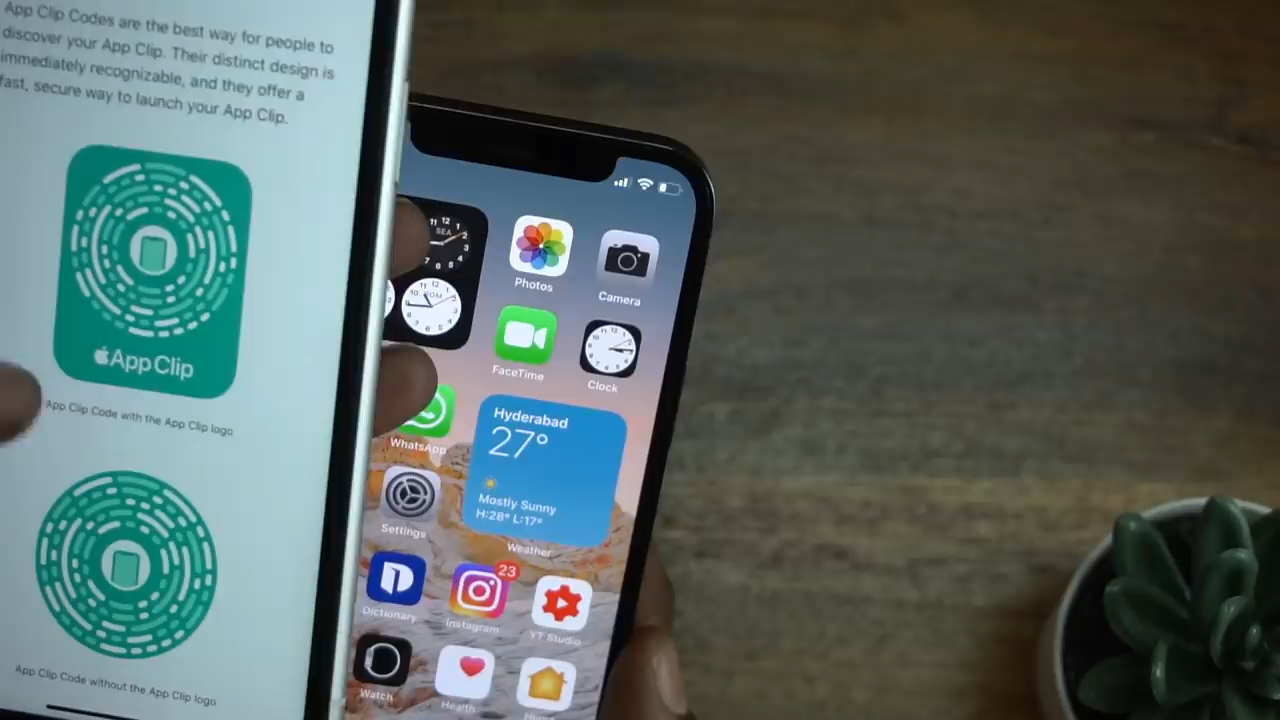 App Clip Codes are the best way for people to
discover your App Clip. Their distinct design is
immediately recognizable, and they offer a
fast, secure way to launch your App Clip.
App Clip
App Clip Code with the App Clip logo
App Clip Code without the App Clip logo
SEA
Photos
Camera
FaceTime
Clock
WhatsApp
Hyderabad
27°
Mostly Sunny
H:28° L:17°
Settings
Weather
23
Dictionary
Instagram
YT Studio
Watch
Health